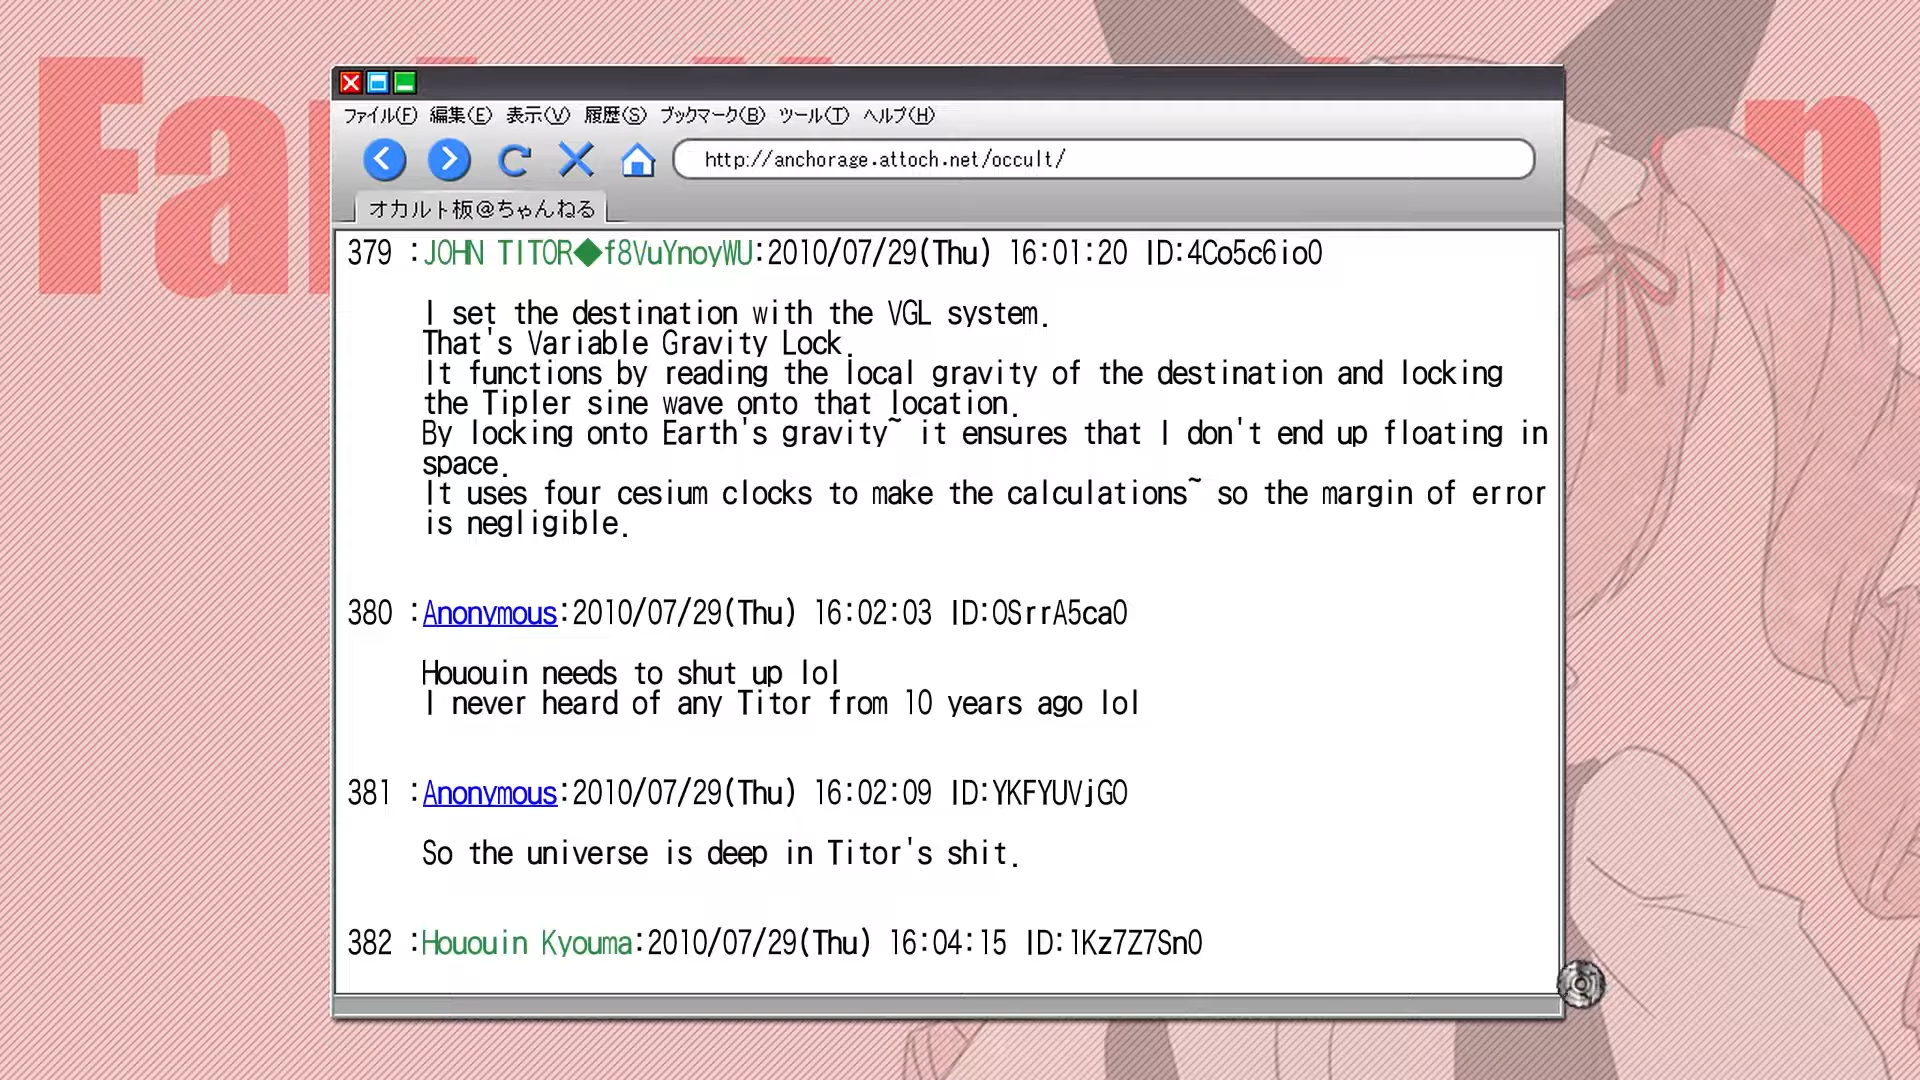 ファイル(F) 編集(E) 表示(V) 履歴(S) ブックマーク(B) ツール(T) ヘルプ(H)
http://anchorage.attoch.net/occult/
オカルト板@ちゃんねる
379 :JOHN TITOR◆f8VuYnoyWU:2010/07/29(Thu) 16:01:20 ID:4Co5c6io0
I set the destination with the VGL system.
That's Variable Gravity Lock.
It functions by reading the local gravity of the destination and locking
the Tipler sine wave onto that location.
By locking onto Earth's gravity~ it ensures that I don't end up floating in
space.
It uses four cesium clocks to make the calculations~ so the margin of error
is negligible.
380 :Anonymous:2010/07/29(Thu) 16:02:03 ID:0SrrA5ca0
Hououin needs to shut up lol
I never heard of any Titor from 10 years ago lol
381 :Anonymous:2010/07/29(Thu) 16:02:09 ID:YKFYUVjG0
So the universe is deep in Titor's shit.
382 :Hououin Kyouma:2010/07/29(Thu) 16:04:15 ID:1Kz7Z7Sn0